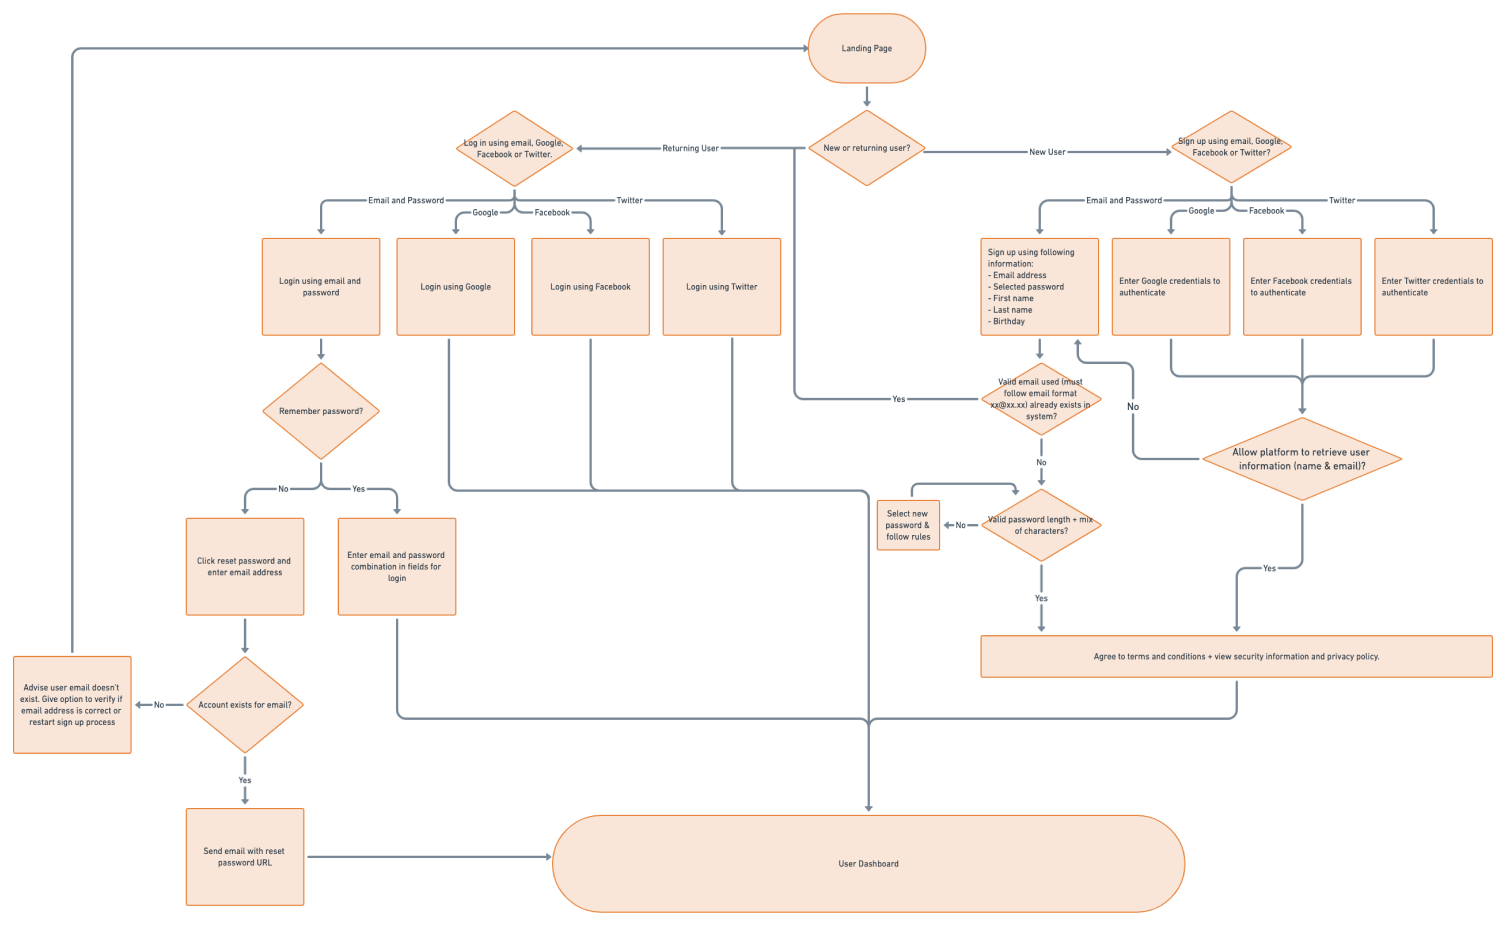 Landing Page
Log in using email, Google,
Facebook or Twitter.
Returning User
New or returning user?
New User
Sign up using email, Google,
Facebook or Twitter?
Email and Password
Google
Facebook
Twitter
Email and Password
Google
Facebook
Twitter
Login using email and
password
Login using Google
Login using Facebook
Login using Twitter
Sign up using following
information:
- Email address
- Selected password
- First name
- Last name
- Birthday
Enter Google credentials to
authenticate
Enter Facebook credentials
to authenticate
Enter Twitter credentials to
authenticate
Remember password?
Yes
Valid email used (must
follow email format
xx@xx.xx) already exists in
system?
No
Allow platform to retrieve user
information (name & email)?
No
No
Yes
Select new
password &
follow rules
No
Valid password length + mix
of characters?
Click reset password and
enter email address
Enter email and password
combination in fields for
login
Yes
Yes
Agree to terms and conditions + view security information and privacy policy.
Advise user email doesn't
exist. Give option to verify if
email address is correct or
restart sign up process
No
Account exists for email?
Yes
Send email with reset
password URL
User Dashboard